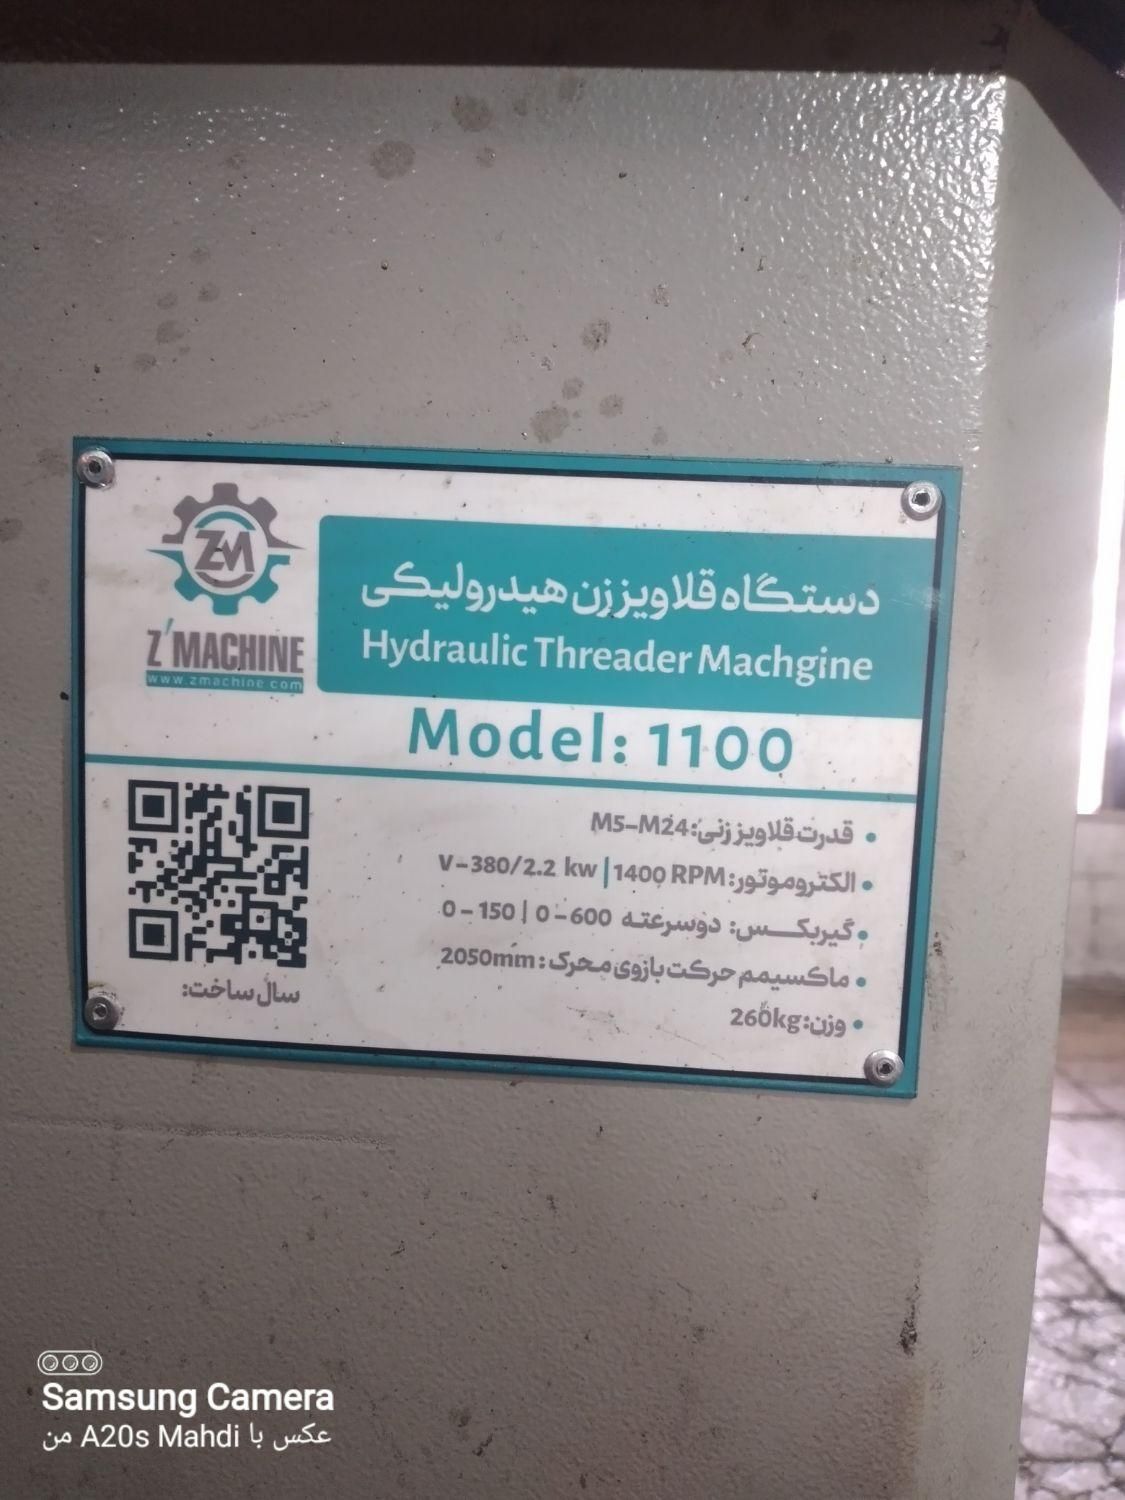 ZM
Z'MACHINE
www.zmachine.com
دستگاه قلاویززن هیدرولیکی
Hydraulic Threader Machgine
Model: 1100
قدرت قلاویز زنی: M5-M24
الکتروموتور: V-380/2.2 kw | 1400 RPM
گیربکس: دوسرعته 0-150 | 0-600
ماکسیمم حرکت بازوی محرک: 2050mm
وزن: 260kg
سال ساخت:
Samsung Camera
عکس با A20s Mahdi من